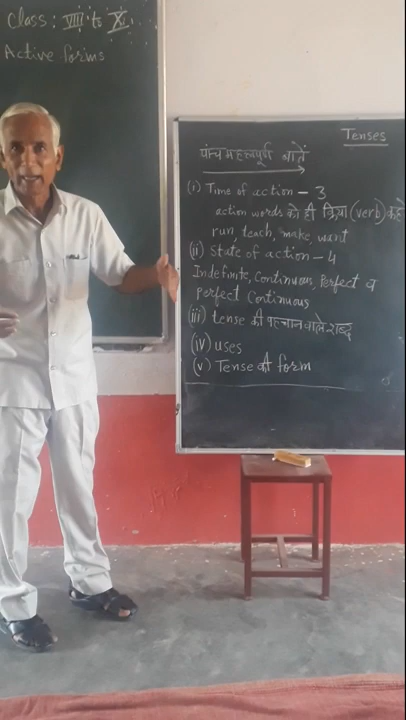 Class: VIII to XI
Active forms
Tenses
पांच महत्वपूर्ण बातें
(i) Time of action - 3
action words को ही क्रिया (verb) कहते
run, teach, make, want
(ii) State of action - 4
Indefinite, Continuous, Perfect व
Perfect Continuous
(iii) tense की पहचान वाले शब्द
(iv) uses
(v) Tense की form